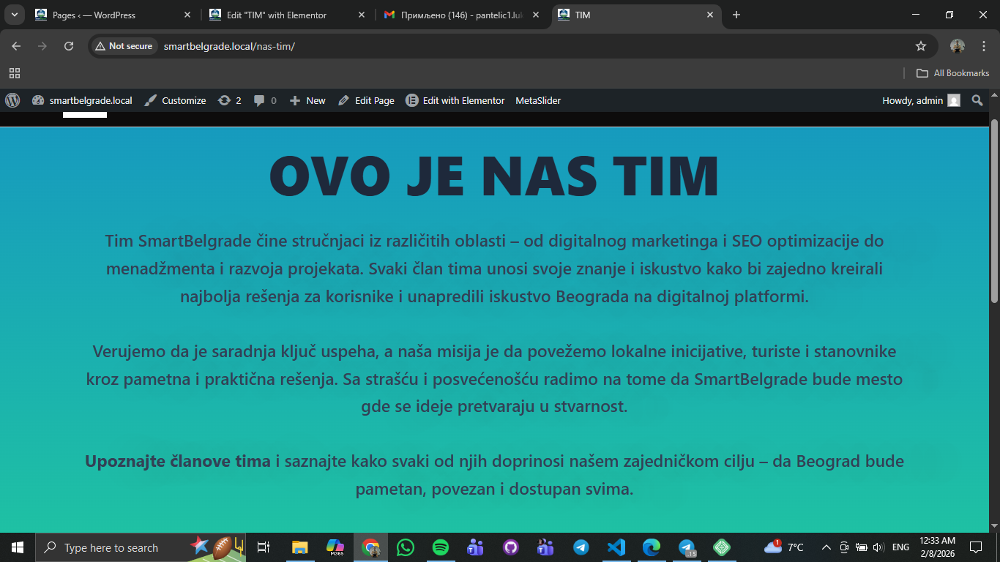 Pages ‹ — WordPress
Edit "TIM" with Elementor
Примљено (146) - pantelic1.luk
TIM
Not secure
smartbelgrade.local/nas-tim/
All Bookmarks
smartbelgrade.local
Customize
2
0
New
Edit Page
Edit with Elementor
MetaSlider
Howdy, admin
OVO JE NAS TIM
Tim SmartBelgrade čine stručnjaci iz različitih oblasti – od digitalnog marketinga i SEO optimizacije do
menadžmenta i razvoja projekata. Svaki član tima unosi svoje znanje i iskustvo kako bi zajedno kreirali
najbolja rešenja za korisnike i unapredili iskustvo Beograda na digitalnoj platformi.
Verujemo da je saradnja ključ uspeha, a naša misija je da povežemo lokalne inicijative, turiste i stanovnike
kroz pametna i praktična rešenja. Sa strašću i posvećenošću radimo na tome da SmartBelgrade bude mesto
gde se ideje pretvaraju u stvarnost.
Upoznajte članove tima i saznajte kako svaki od njih doprinosi našem zajedničkom cilju – da Beograd bude
pametan, povezan i dostupan svima.
Type here to search
M365
15
1
7°C
ENG
12:33 AM
2/8/2026